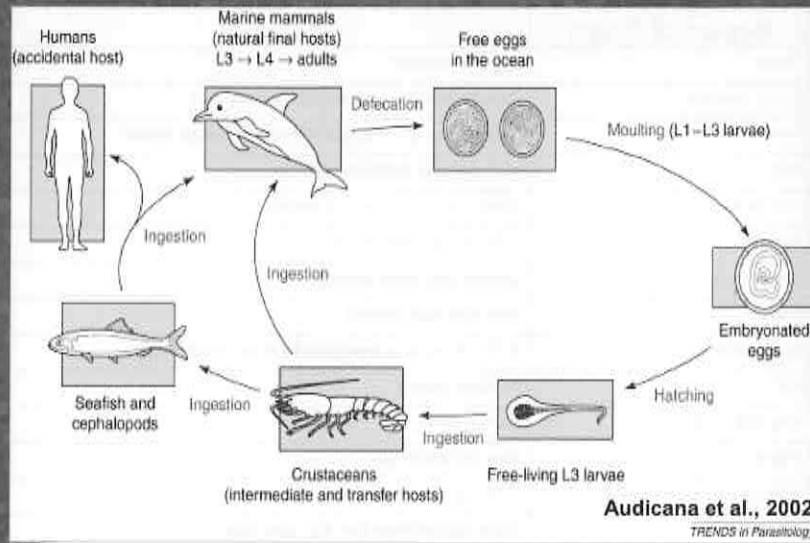 Humans
(accidental host)
Marine mammals
(natural final hosts)
L3 → L4 → adults
Free eggs
in the ocean
Defecation
Moulting (L1–L3 larvae)
Ingestion
Ingestion
Embryonated
eggs
Seafish and
cephalopods
Ingestion
Crustaceans
(intermediate and transfer hosts)
Ingestion
Free-living L3 larvae
Hatching
Audicana et al., 2002
TRENDS in Parasitology